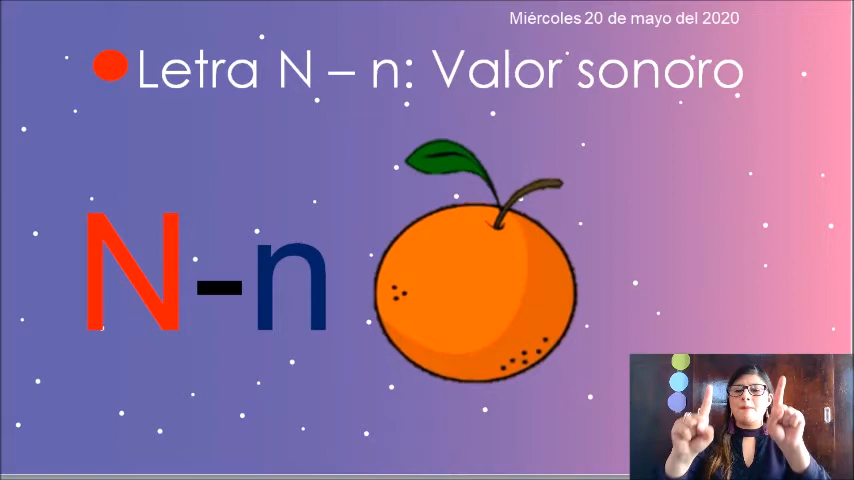 Miércoles 20 de mayo del 2020
Letra N – n: Valor sonoro
N-n